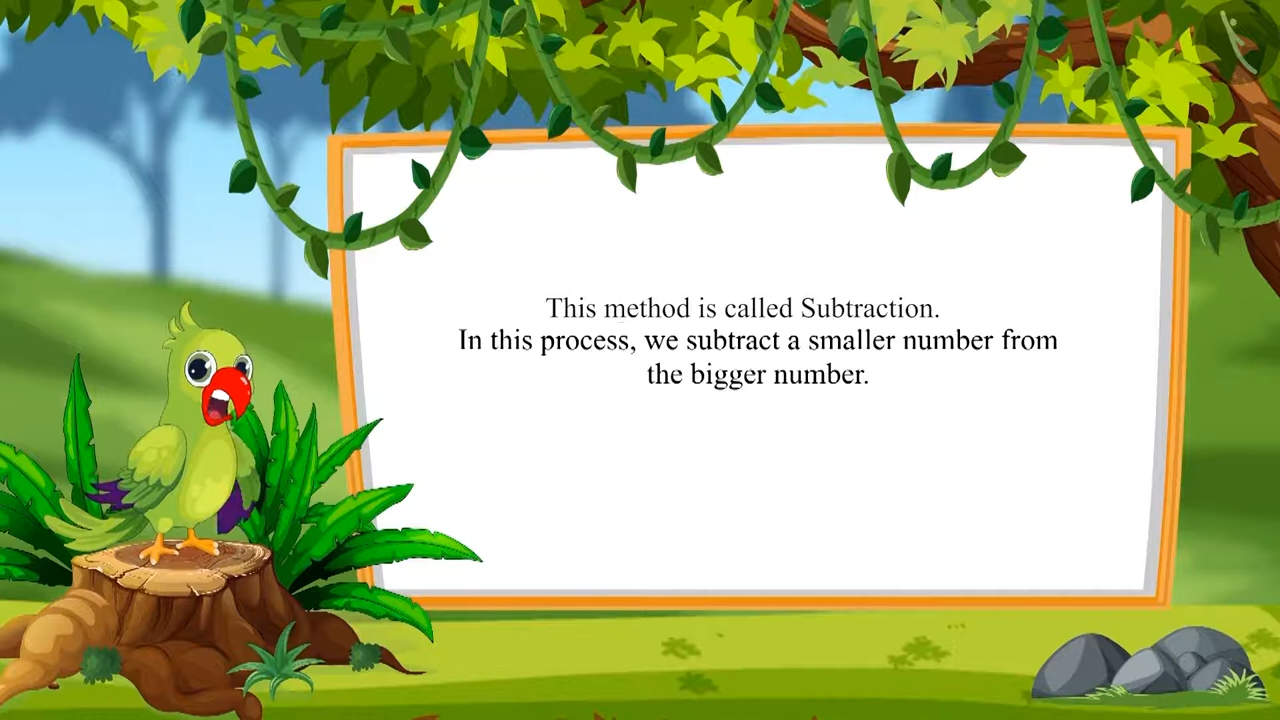 This method is called Subtraction.
In this process, we subtract a smaller number from
the bigger number.